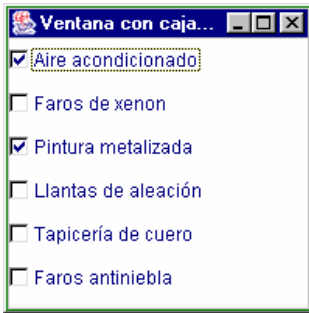 Ventana con caja...
Aire acondicionado
Faros de xenon
Pintura metalizada
Llantas de aleación
Tapicería de cuero
Faros antiniebla